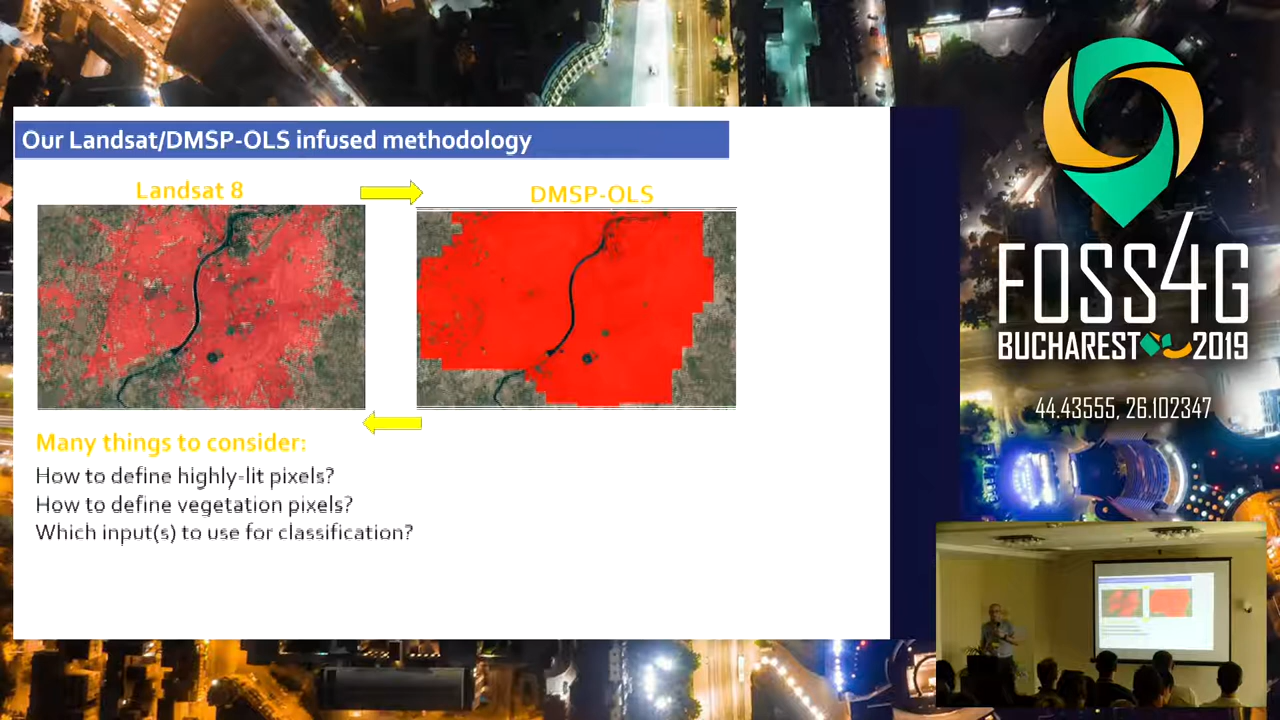 Our Landsat/DMSP-OLS infused methodology
Landsat 8
DMSP-OLS
Many things to consider:
How to define highly-lit pixels?
How to define vegetation pixels?
Which input(s) to use for classification?
FOSS4G
BUCHAREST 2019
44.43555, 26.102347